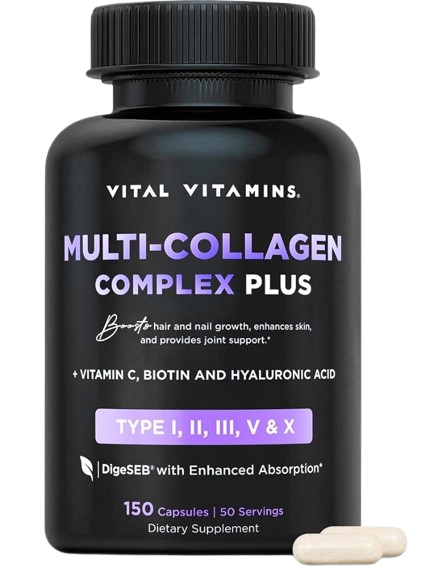 VITAL VITAMINS®
MULTI-COLLAGEN
COMPLEX PLUS
Boosts hair and nail growth, enhances skin,
and provides joint support.*
+ VITAMIN C, BIOTIN AND HYALURONIC ACID
TYPE I, II, III, V & X
DigeSEB® with Enhanced Absorption*
150 Capsules | 50 Servings
Dietary Supplement